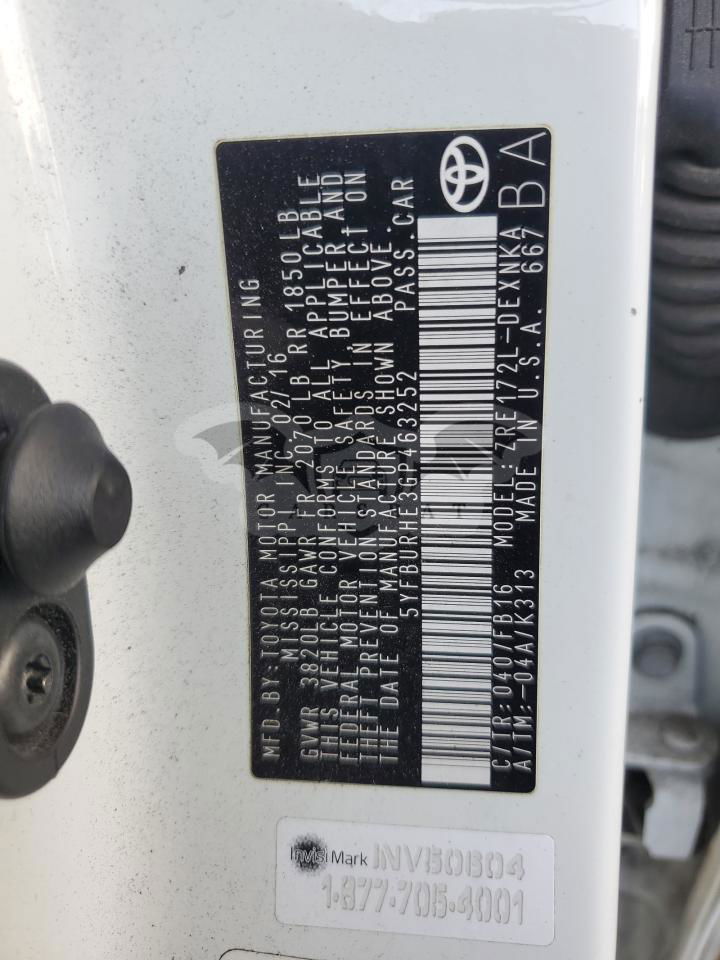 MFD. BY: TOYOTA MOTOR MANUFACTURING
MISSISSIPPI, INC. 02/16
GVWR 3820LB GAWR FR 2070 LB RR 1850 LB
THIS VEHICLE CONFORMS TO ALL APPLICABLE
FEDERAL MOTOR VEHICLE SAFETY, BUMPER AND
THEFT PREVENTION STANDARDS IN EFFECT ON
THE DATE OF MANUFACTURE SHOWN ABOVE.
5YFBURHE3GP463252 PASS. CAR
C/TR: 040/FB16 MODEL: ZRE172L-DEXNKA
A/TM:-04A/K313 MADE IN U.S.A. 667
BA
InvisiMark INV50604
1-877-705-4001